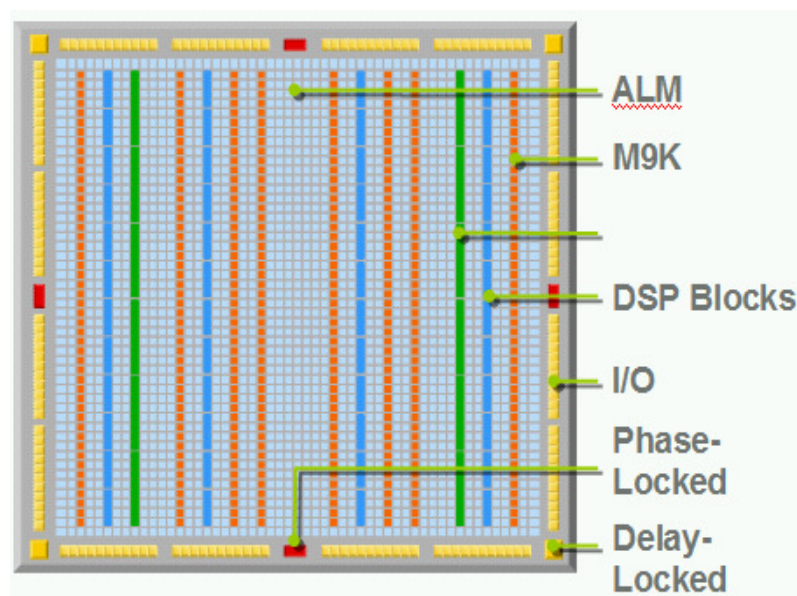 ALM
M9K
DSP Blocks
I/O
Phase-
Locked
Delay-
Locked